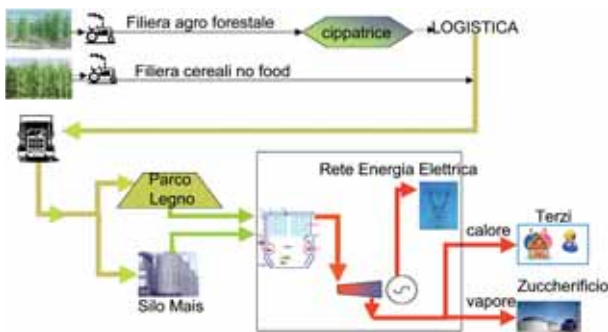 Filiera agro forestale
cippatrice
LOGISTICA
Filiera cereali no food
Parco
Legno
Silo Mais
Rete Energia Elettrica
calore
Terzi
vapore
Zuccherificio